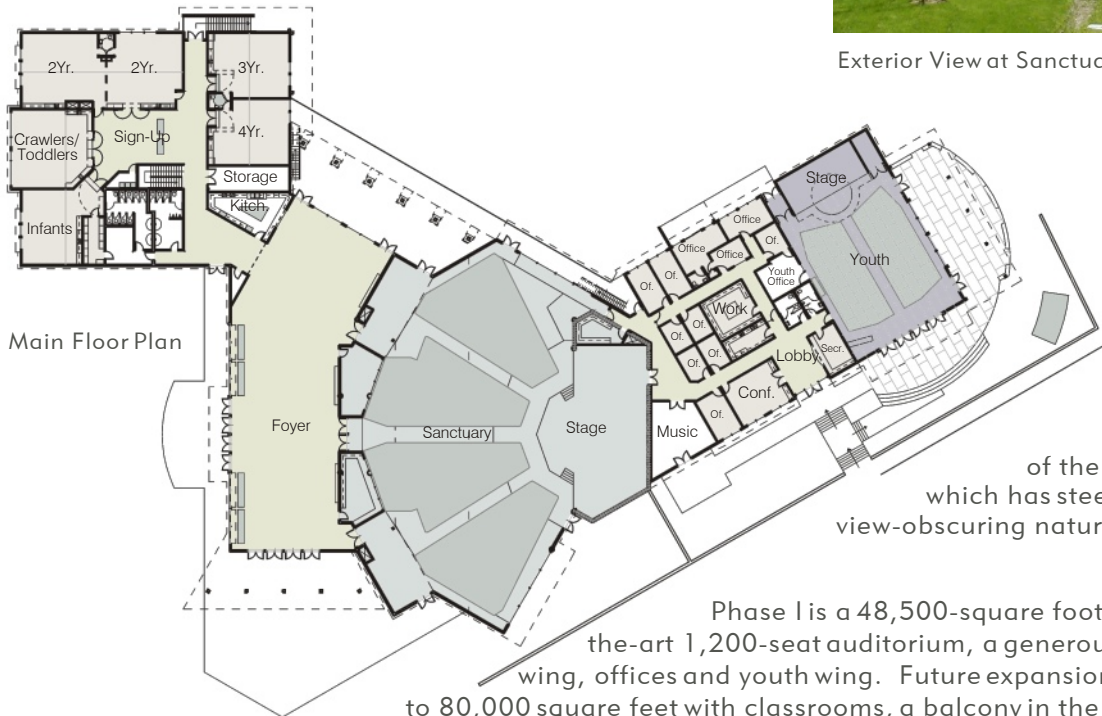 Exterior View at Sanctua
2Yr.
2Yr.
3Yr.
Crawlers/
Toddlers
Sign-Up
4Yr.
Storage
Kitch.
Infants
Main Floor Plan
Foyer
Sanctuary
Stage
Music
Of.
Conf.
Lobby
Secr.
Of.
Of.
Of.
Of.
Work
Of.
Of.
Office
Office
Office
Of.
Youth
Office
Stage
Youth
of the
which has stee
view-obscuring natur
Phase I is a 48,500-square foot
the-art 1,200-seat auditorium, a generou
wing, offices and youth wing. Future expansion
to 80,000 square feet with classrooms, a balcony in the